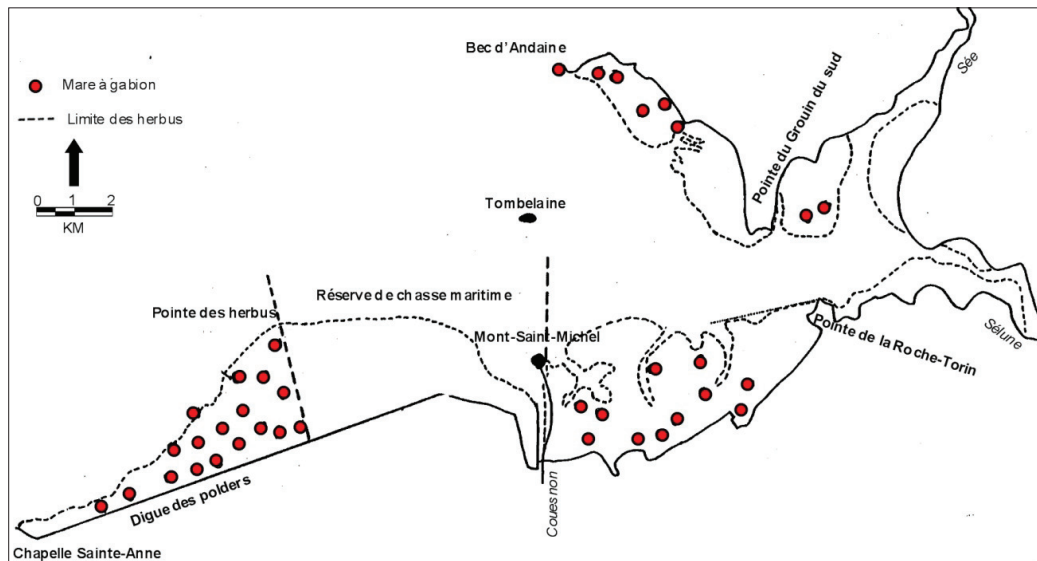 Bec d'Andaine
Mare à gabion
Limite des herbus
0 1 2
KM
Sée
Pointe du Grouin du sud
Tombelaine
Réserve de chasse maritime
Pointe des herbus
Mont-Saint-Michel
Pointe de la Roche-Torin
Sélune
Couesnon
Digue des polders
Chapelle Sainte-Anne